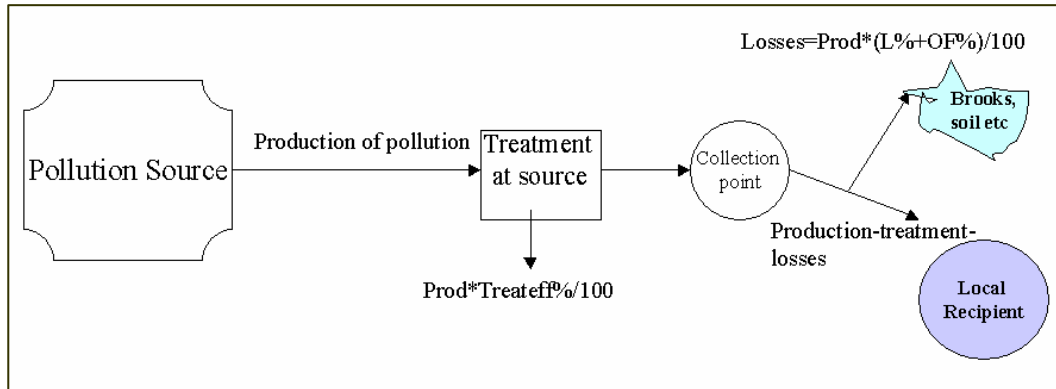 Losses=Prod*(L%+OF%)/100
Brooks,
soil etc
Pollution Source
Production of pollution
Treatment
at source
Collection
point
Production-treatment-
losses
Prod*Treateff%/100
Local
Recipient